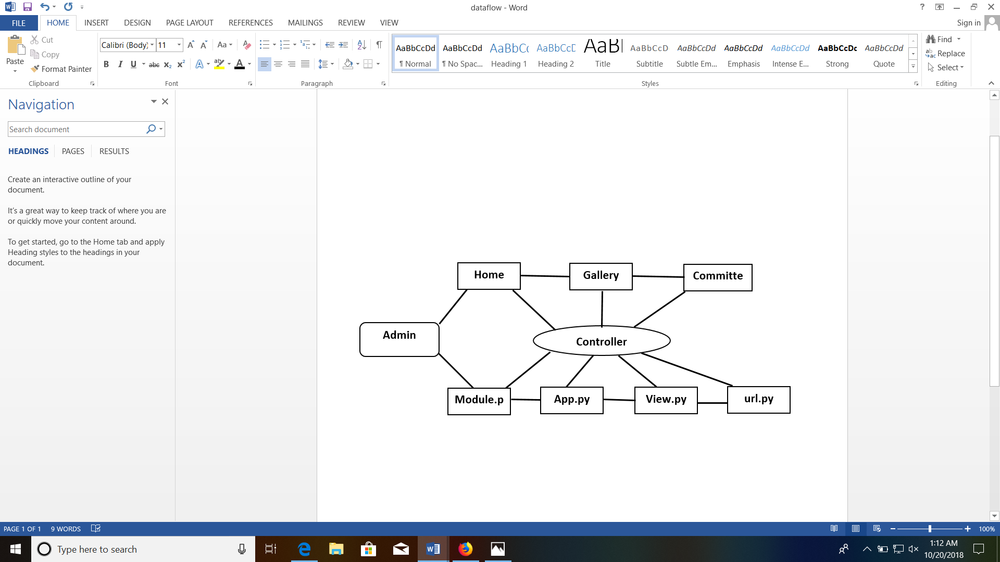 dataflow - Word
?
FILE HOME INSERT DESIGN PAGE LAYOUT REFERENCES MAILINGS REVIEW VIEW Sign in
Paste
Cut
Copy
Format Painter
Clipboard
Calibri (Body) 11
Aa
B I U abc x₂ x² A ab A
Font
Paragraph
AaBbCcDd AaBbCcDd AaBbCc AaBbCcD AaB AaBbCcD AaBbCcDd AaBbCcDd AaBbCcDd AaBbCcDc AaBbCcDd
¶ Normal ¶ No Spac... Heading 1 Heading 2 Title Subtitle Subtle Em... Emphasis Intense E... Strong Quote
Styles
Find
Replace
Select
Editing
Navigation
Search document
HEADINGS PAGES RESULTS
Create an interactive outline of your
document.
It's a great way to keep track of where you are
or quickly move your content around.
To get started, go to the Home tab and apply
Heading styles to the headings in your
document.
Home Gallery Committe
Admin
Controller
Module.p App.py View.py url.py
PAGE 1 OF 1 9 WORDS 100%
Type here to search
1:12 AM
10/20/2018